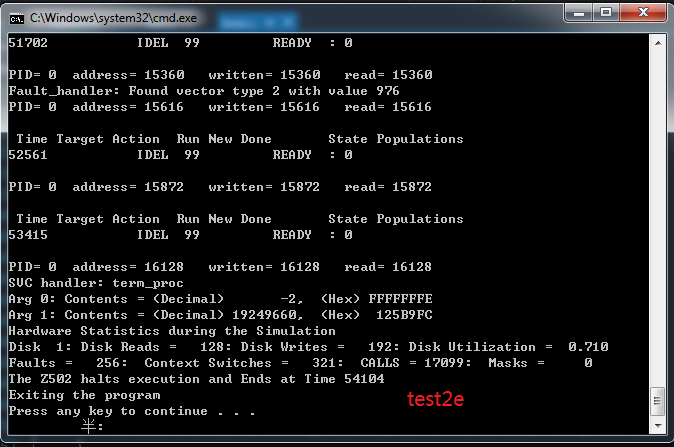 C:\Windows\system32\cmd.exe
51702 IDEL 99 READY : 0
PID= 0 address= 15360 written= 15360 read= 15360
Fault_handler: Found vector type 2 with value 976
PID= 0 address= 15616 written= 15616 read= 15616
Time Target Action Run New Done State Populations
52561 IDEL 99 READY : 0
PID= 0 address= 15872 written= 15872 read= 15872
Time Target Action Run New Done State Populations
53415 IDEL 99 READY : 0
PID= 0 address= 16128 written= 16128 read= 16128
SVC handler: term_proc
Arg 0: Contents = (Decimal) -2, (Hex) FFFFFFFE
Arg 1: Contents = (Decimal) 19249660, (Hex) 125B9FC
Hardware Statistics during the Simulation
Disk 1: Disk Reads = 128: Disk Writes = 192: Disk Utilization = 0.710
Faults = 256: Context Switches = 321: CALLS = 17099: Masks = 0
The Z502 halts execution and Ends at Time 54104
Exiting the program
Press any key to continue . . .
半:
test2e